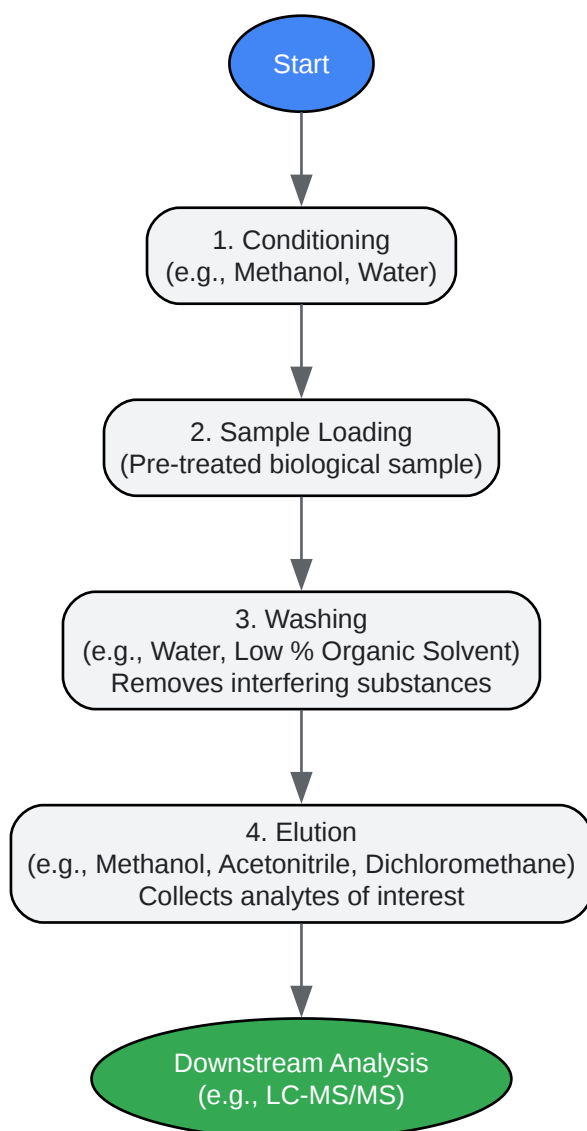 Start
1. Conditioning
(e.g., Methanol, Water)
2. Sample Loading
(Pre-treated biological sample)
3. Washing
(e.g., Water, Low % Organic Solvent)
Removes interfering substances
4. Elution
(e.g., Methanol, Acetonitrile, Dichloromethane)
Collects analytes of interest
Downstream Analysis
(e.g., LC-MS/MS)